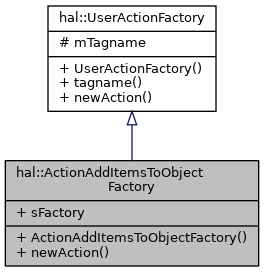 hal::UserActionFactory
# mTagname
+ UserActionFactory()
+ tagname()
+ newAction()
hal::ActionAddItemsToObject
Factory
+ sFactory
+ ActionAddItemsToObjectFactory()
+ newAction()